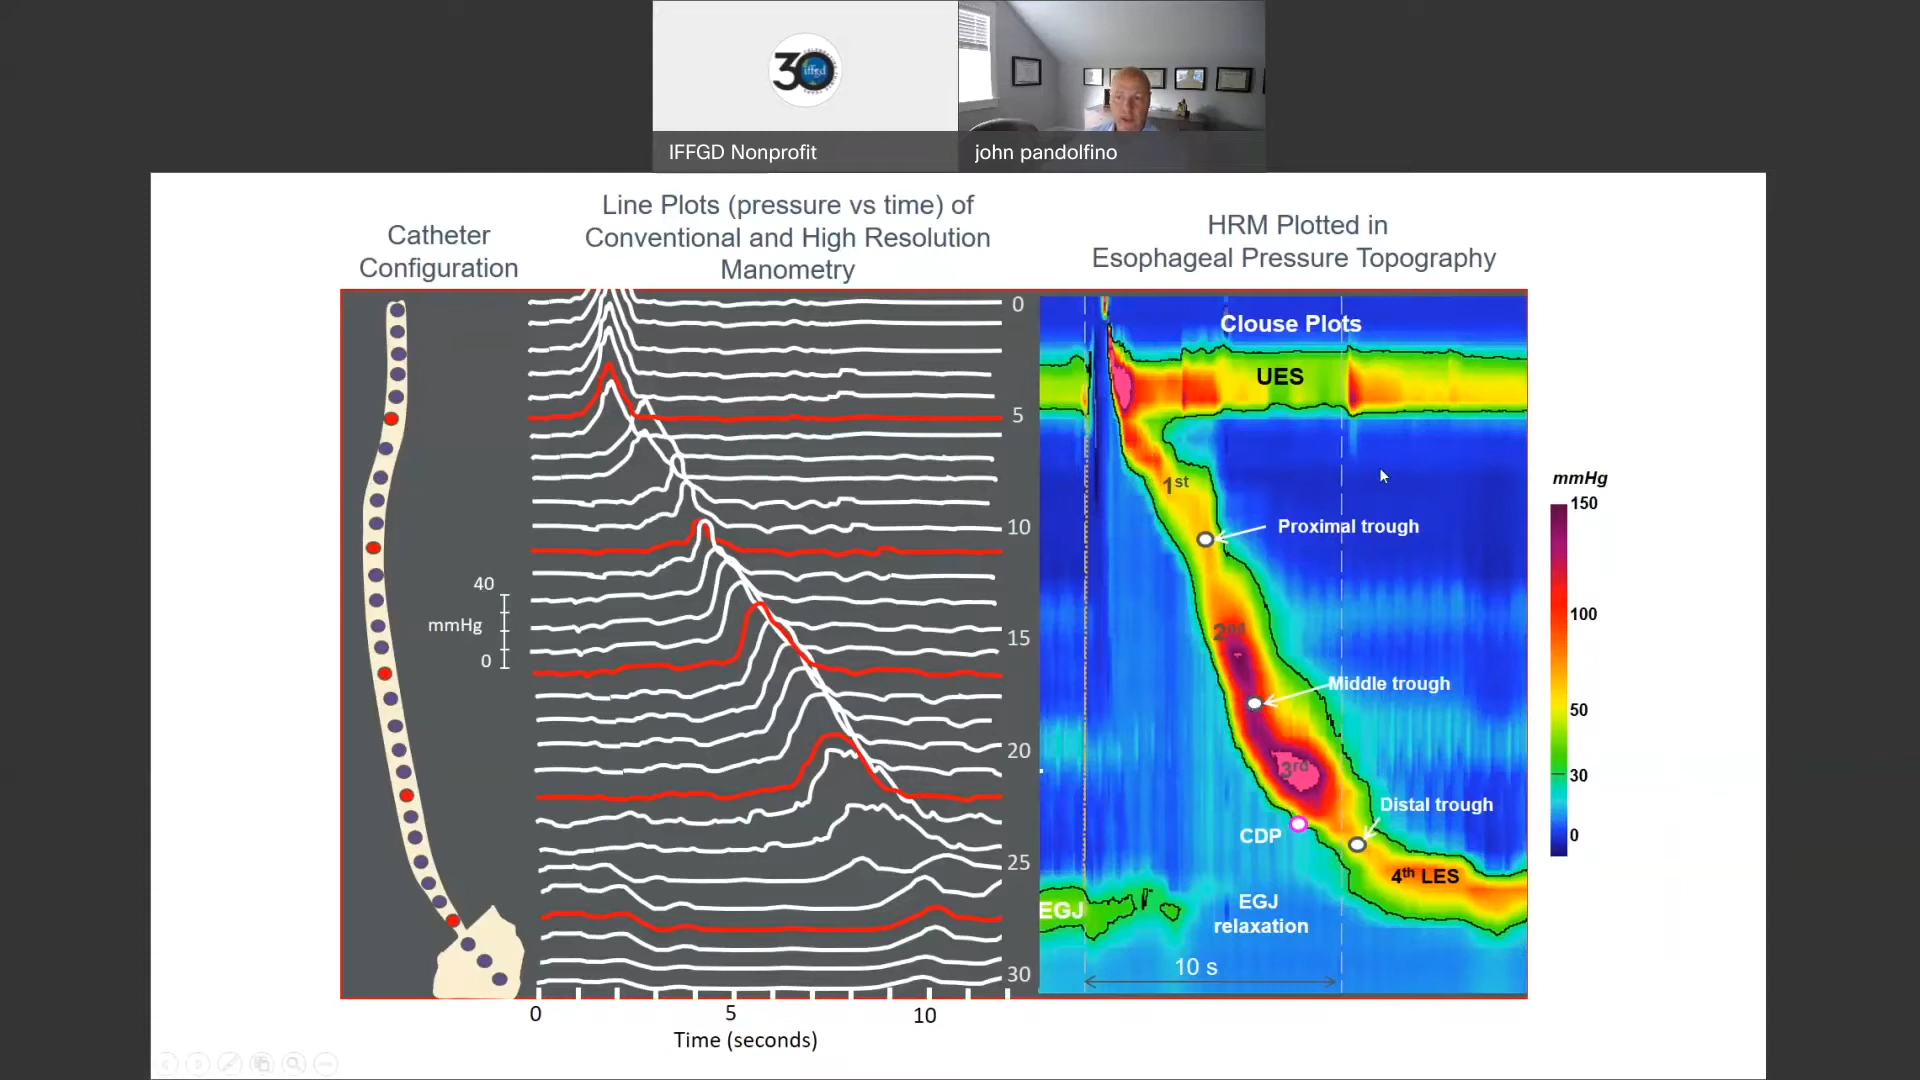 30
iffgd
IFFGD Nonprofit
john pandolfino
Catheter
Configuration
Line Plots (pressure vs time) of
Conventional and High Resolution
Manometry
HRM Plotted in
Esophageal Pressure Topography
40
mmHg
0
0
5
10
15
20
25
30
0
5
10
Time (seconds)
Clouse Plots
UES
1st
Proximal trough
2nd
Middle trough
3rd
Distal trough
CDP
4th LES
EGJ
EGJ
relaxation
10 s
mmHg
150
100
50
30
0